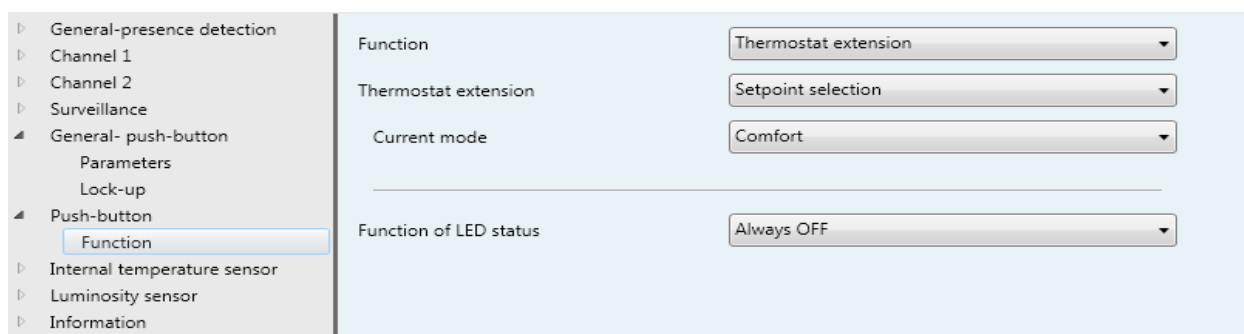 General-presence detection
Channel 1
Channel 2
Surveillance
General- push-button
Parameters
Lock-up
Push-button
Function
Internal temperature sensor
Luminosity sensor
Information
Function Thermostat extension
Thermostat extension Setpoint selection
Current mode Comfort
Function of LED status Always OFF